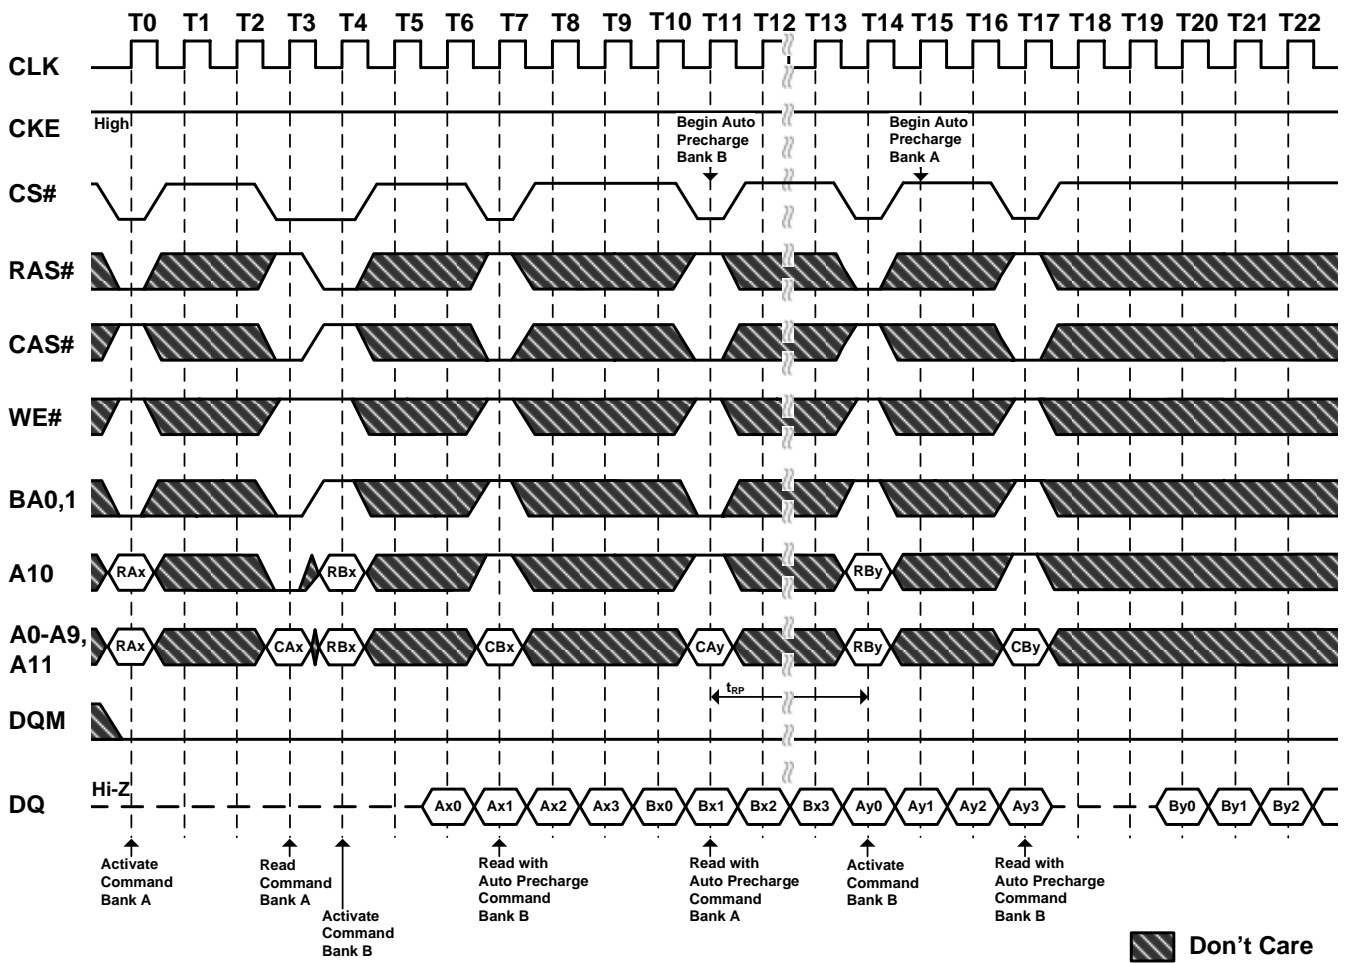 T0 T1 T2 T3 T4 T5 T6 T7 T8 T9 T10 T11 T12 T13 T14 T15 T16 T17 T18 T19 T20 T21 T22
CLK
CKE
High
Begin Auto
Precharge
Bank B
Begin Auto
Precharge
Bank A
CS#
RAS#
CAS#
WE#
BA0,1
A10
RAx RBx RBy
A0-A9,
A11
RAx CAx RBx CBx CAy RBy CBy
tRP
DQM
DQ
Hi-Z
Ax0 Ax1 Ax2 Ax3 Bx0 Bx1 Bx2 Bx3 Ay0 Ay1 Ay2 Ay3 By0 By1 By2
Activate
Command
Bank A
Read
Command
Bank A
Activate
Command
Bank B
Read with
Auto Precharge
Command
Bank B
Read with
Auto Precharge
Command
Bank A
Activate
Command
Bank B
Read with
Auto Precharge
Command
Bank B
Don't Care